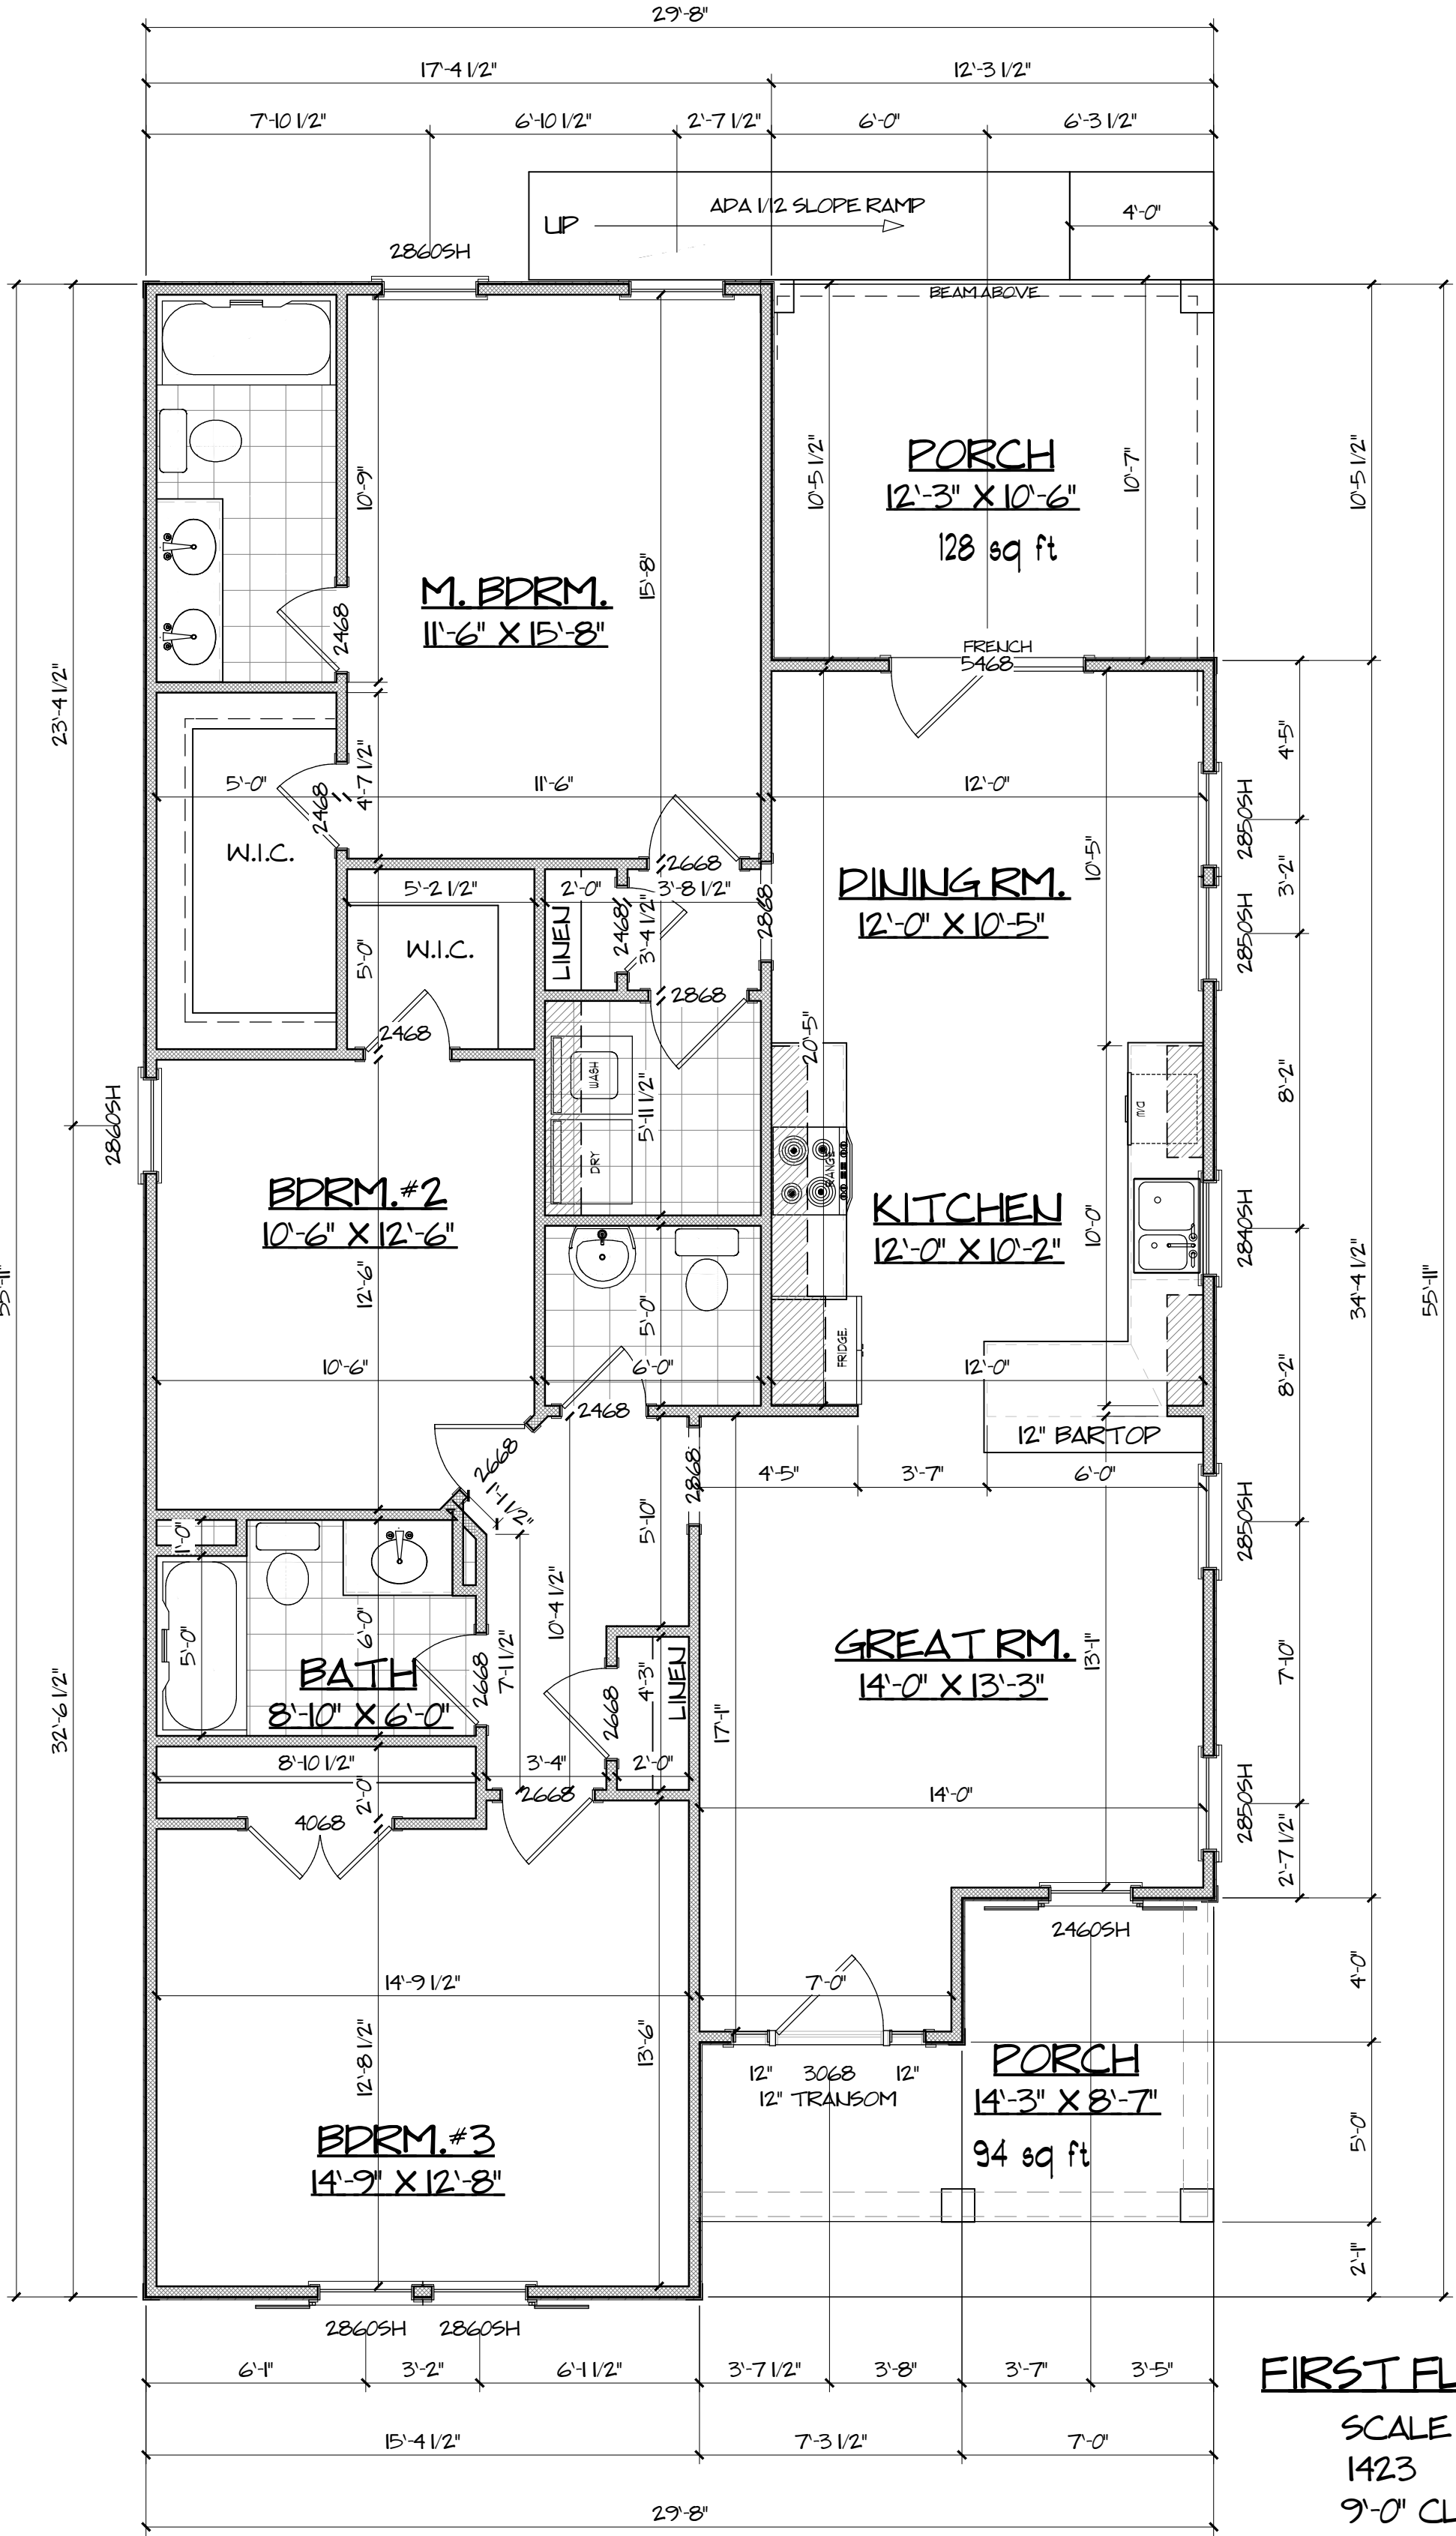 29'-8"
17'-4 1/2" 12'-3 1/2"
7'-10 1/2" 6'-10 1/2" 2'-7 1/2" 6'-0" 6'-3 1/2"
UP ADA 1/12 SLOPE RAMP 4'-0"
2860SH
BEAM ABOVE
10'-9"
15'-8"
10'-5 1/2"
10'-7"
10'-5 1/2"
PORCH
12'-3" X 10'-6"
128 sq ft
M. BDRM.
11'-6" X 15'-8"
2468
FRENCH
5468
23'-4 1/2"
4'-5"
5'-0" 2468 4'-7 1/2" 11'-6" 12'-0"
2850SH
W.I.C.
2668
3'-2"
5'-2 1/2" 2'-0" 3'-8 1/2"
DINING RM.
12'-0" X 10'-5"
10'-5"
2850SH
W.I.C.
5'-0"
LINEN
2468
3'-4 1/2"
2868
2868
2468
20'-5"
WASH
DRY
5'-11 1/2"
D/W
8'-2"
2860SH
RANGE
BDRM. #2
10'-6" X 12'-6"
12'-6"
KITCHEN
12'-0" X 10'-2"
10'-0"
2840SH
34'-4 1/2"
55'-11"
55'-11"
5'-0"
FRIDGE.
10'-6" 6'-0" 12'-0"
8'-2"
2468
12" BARTOP
2668
1'-1 1/2"
2868
4'-5" 3'-7" 6'-0"
5'-10"
2850SH
1'-0"
10'-4 1/2"
5'-0"
6'-0"
7'-1 1/2"
BATH
8'-10" X 6'-0"
2668
2668
4'-3"
LINEN
GREAT RM.
14'-0" X 13'-3"
13'-1"
7'-10"
17'-1"
32'-6 1/2"
8'-10 1/2" 2'-0" 3'-4" 2'-0"
2668
4068
14'-0"
2850SH
2'-7 1/2"
2460SH
14'-9 1/2" 7'-0"
4'-0"
12'-8 1/2"
13'-6"
12" 3068 12"
12" TRANSOM
PORCH
14'-3" X 8'-7"
94 sq ft
5'-0"
BDRM. #3
14'-9" X 12'-8"
2'-1"
2860SH 2860SH
6'-1" 3'-2" 6'-1 1/2" 3'-7 1/2" 3'-8" 3'-7" 3'-5"
FIRST FL
SCALE
15'-4 1/2" 7'-3 1/2" 7'-0"
1423
9'-0" CL
29'-8"